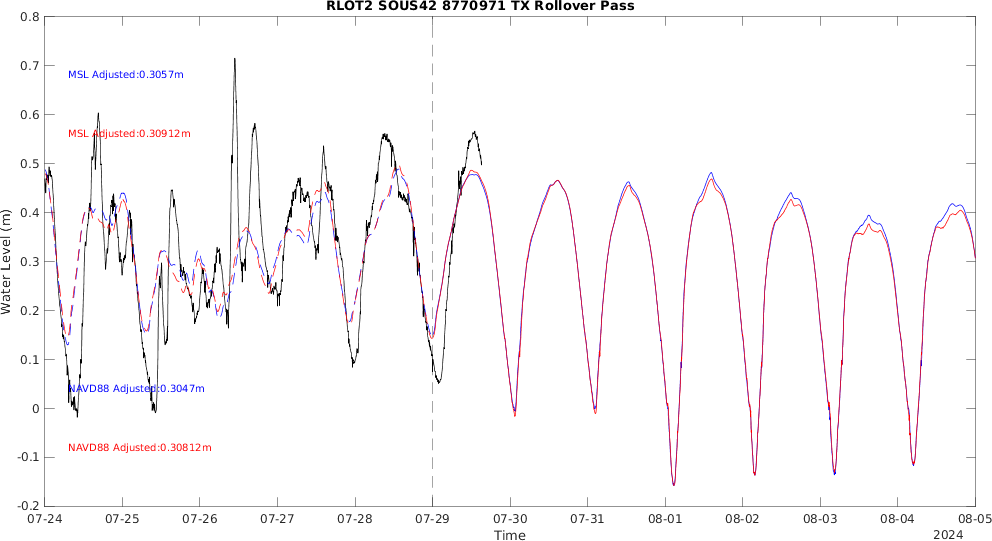 RLOT2 SOUS42 8770971 TX Rollover Pass
0.8
0.7
MSL Adjusted:0.3057m
0.6
MSL Adjusted:0.30912m
0.5
0.4
0.3
Water Level (m)
0.2
0.1
NAVD88 Adjusted:0.3047m
0
NAVD88 Adjusted:0.30812m
-0.1
-0.2
07-24 07-25 07-26 07-27 07-28 07-29 07-30 07-31 08-01 08-02 08-03 08-04 08-05
Time 2024